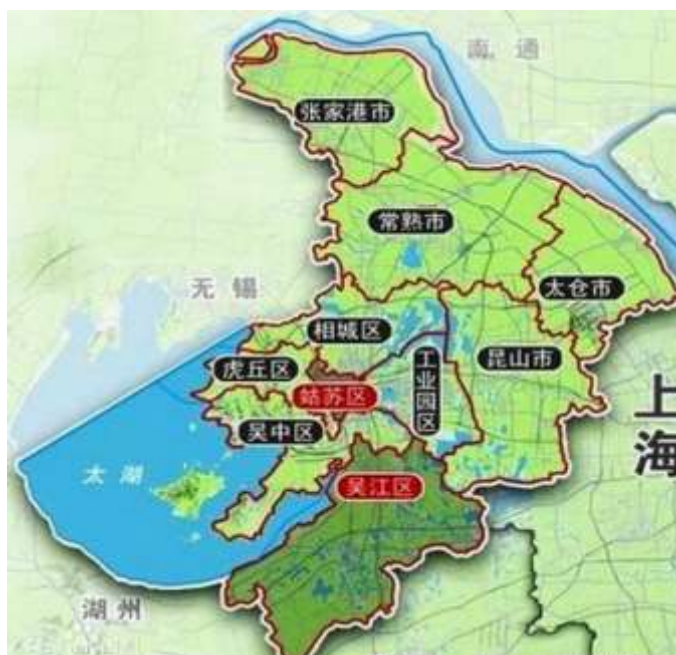 南 通
张家港市
常熟市
无 锡
太仓市
相城区
虎丘区
工业园区
昆山市
姑苏区
吴中区
上海
太 湖
吴江区
湖州